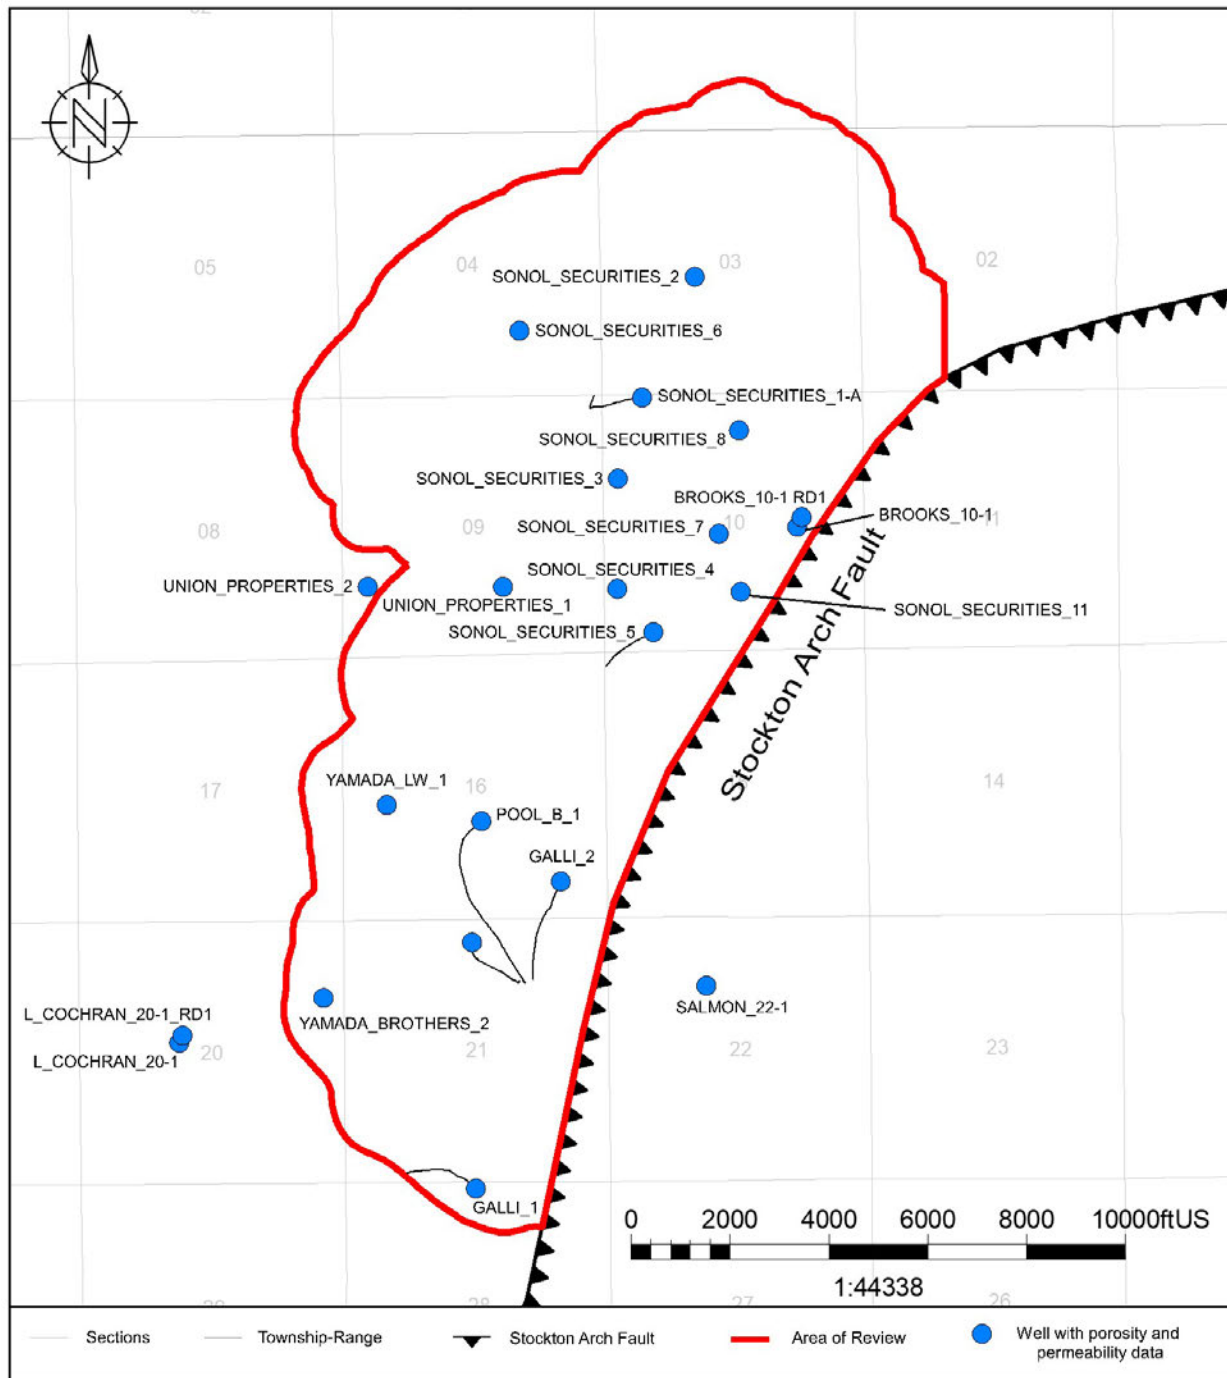 N
05
04
03
02
SONOL_SECURITIES_2
SONOL_SECURITIES_6
SONOL_SECURITIES_1-A
SONOL_SECURITIES_8
SONOL_SECURITIES_3
BROOKS_10-1 RD1
BROOKS_10-1
08
09
SONOL_SECURITIES_7
10
11
SONOL_SECURITIES_4
UNION_PROPERTIES_2
UNION_PROPERTIES_1
SONOL_SECURITIES_11
SONOL_SECURITIES_5
Stockton Arch Fault
17
YAMADA_LW_1
16
14
POOL_B_1
GALLI_2
L_COCHRAN_20-1_RD1
YAMADA_BROTHERS_2
SALMON_22-1
L_COCHRAN_20-1
20
21
22
23
GALLI_1
0 2000 4000 6000 8000 10000ftUS
1:44338
28
27
26
Sections
Township-Range
Stockton Arch Fault
Area of Review
Well with porosity and
permeability data